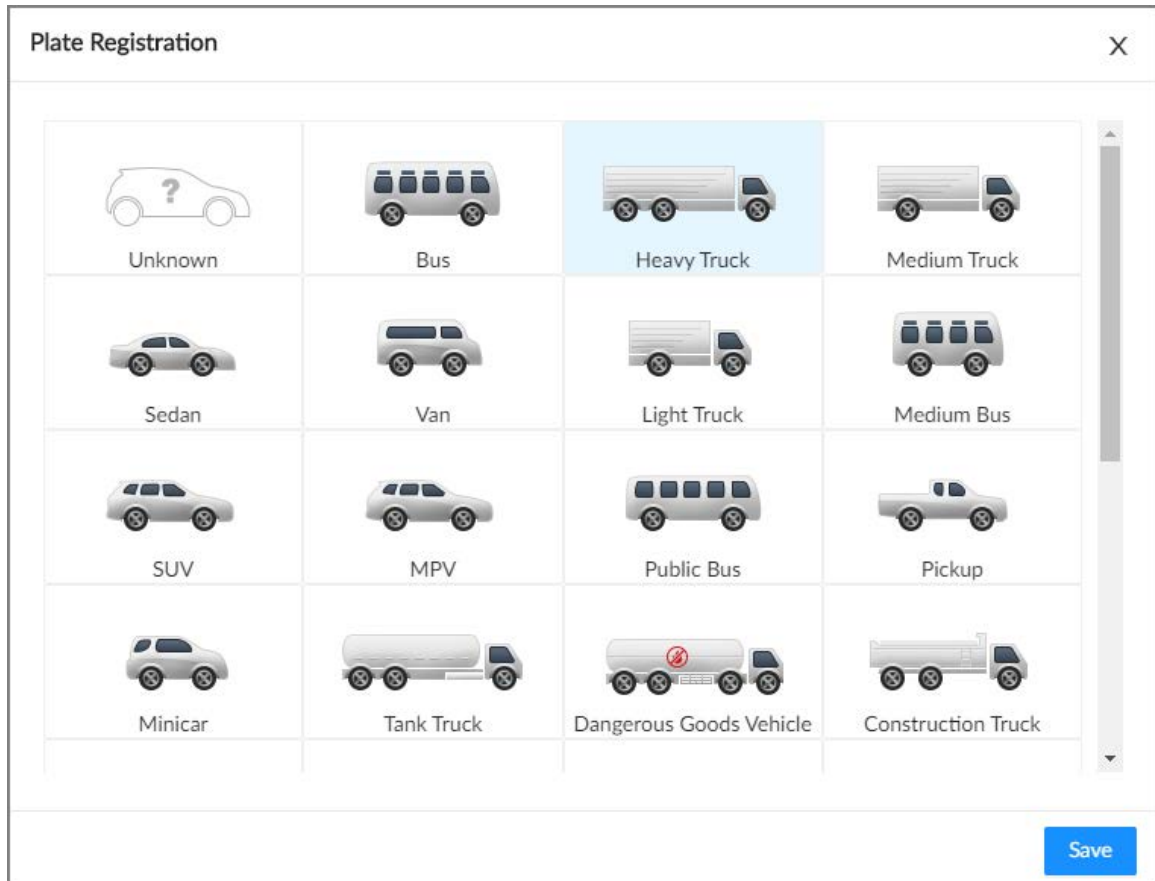 Plate Registration X
?
Unknown Bus Heavy Truck Medium Truck
Sedan Van Light Truck Medium Bus
SUV MPV Public Bus Pickup
Minicar Tank Truck Dangerous Goods Vehicle Construction Truck
Save